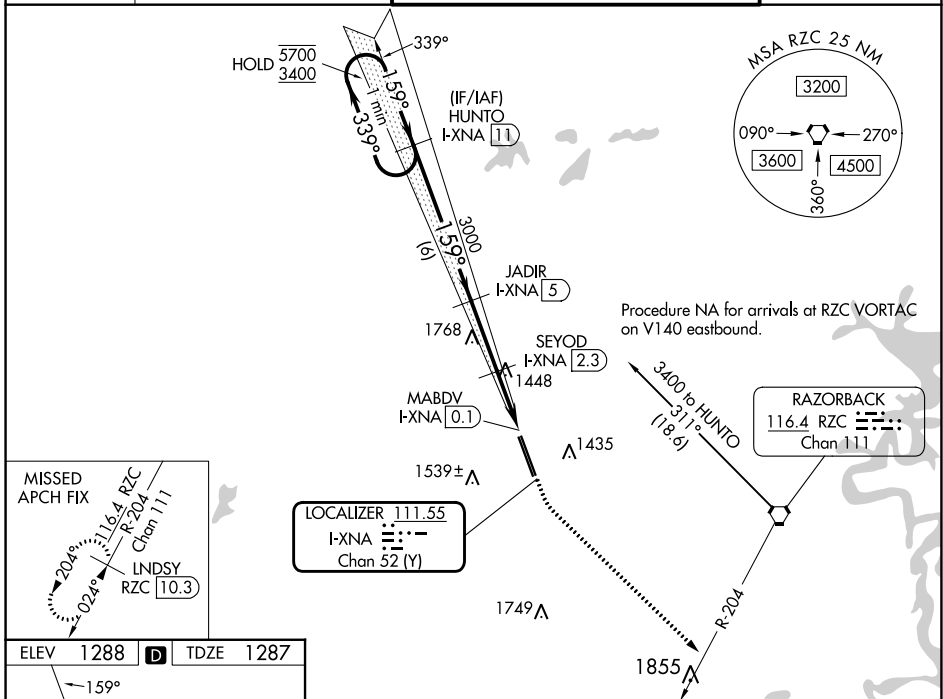 HOLD 5700
3400
339°
159°
1 min
339°
(IF/IAF)
HUNTO
I-XNA 11
MSA RZC 25 NM
3200
090°
270°
3600
4500
360°
3000
159°
(6)
JADIR
I-XNA 5
1768
SEYOD
I-XNA 2.3
1448
MABDV
I-XNA 0.1
1435
1539±
Procedure NA for arrivals at RZC VORTAC
on V140 eastbound.
3400 to HUNTO
311°
(18.6)
RAZORBACK
116.4 RZC
Chan 111
LOCALIZER 111.55
I-XNA
Chan 52 (Y)
MISSED
APCH FIX
116.4 RZC
R-204
Chan 111
204°
024°
LNDSY
RZC 10.3
1749
R-204
1855
ELEV 1288 D TDZE 1287
159°